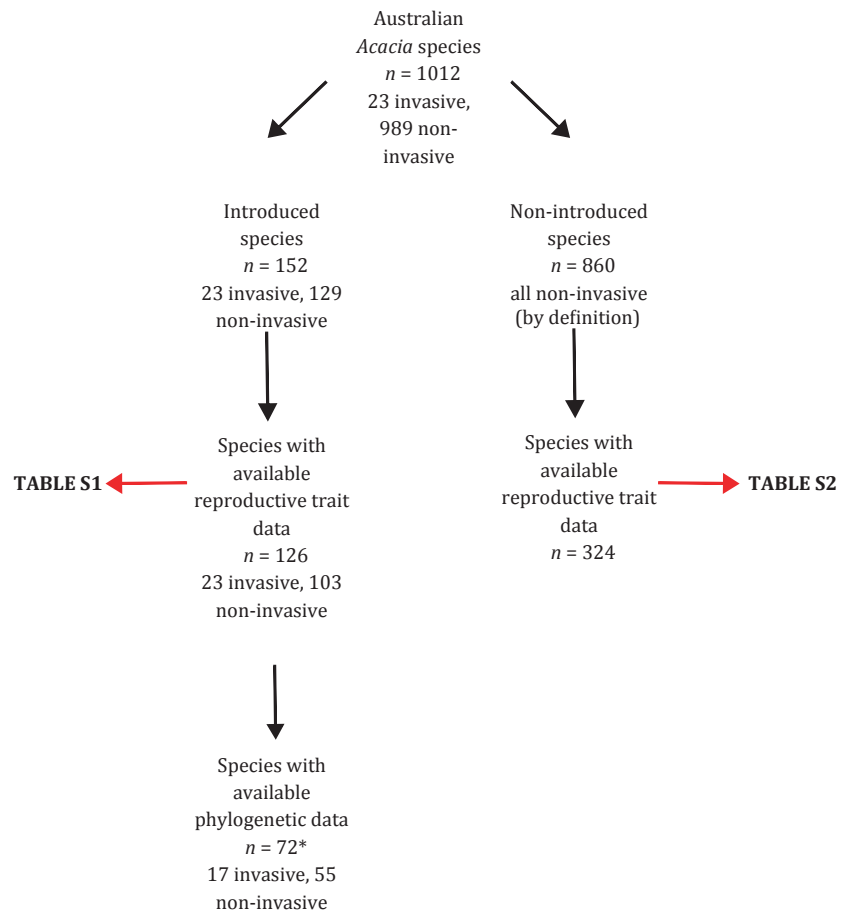 Australian
Acacia species
n = 1012
23 invasive,
989 non-
invasive
Introduced
species
n = 152
23 invasive, 129
non-invasive
Non-introduced
species
n = 860
all non-invasive
(by definition)
Species with
available
reproductive trait
data
n = 126
23 invasive, 103
non-invasive
TABLE S1
Species with
available
reproductive trait
data
n = 324
TABLE S2
Species with
available
phylogenetic data
n = 72*
17 invasive, 55
non-invasive